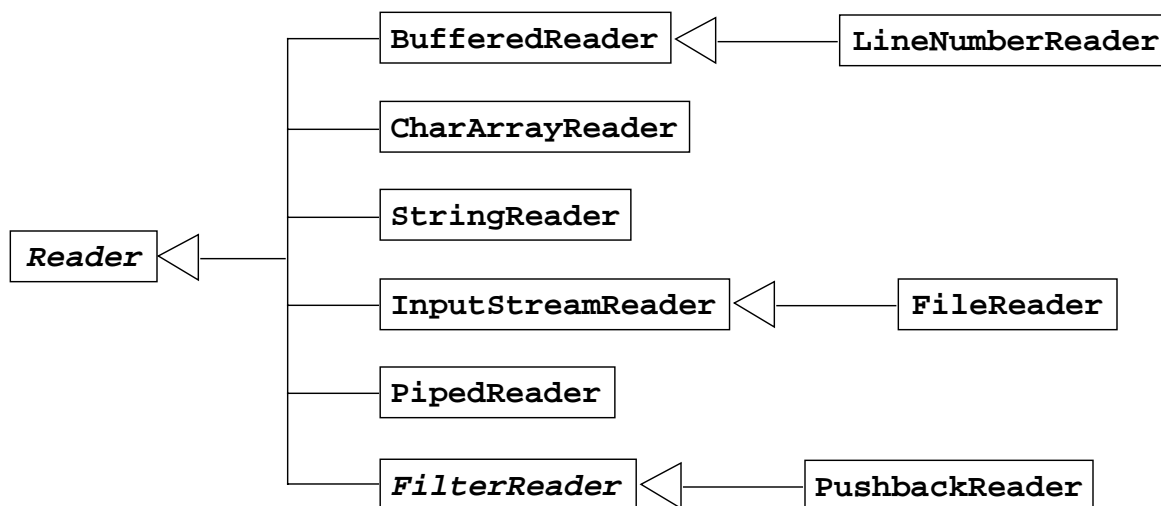 BufferedReader
LineNumberReader
CharArrayReader
StringReader
Reader
InputStreamReader
FileReader
PipedReader
FilterReader
PushbackReader